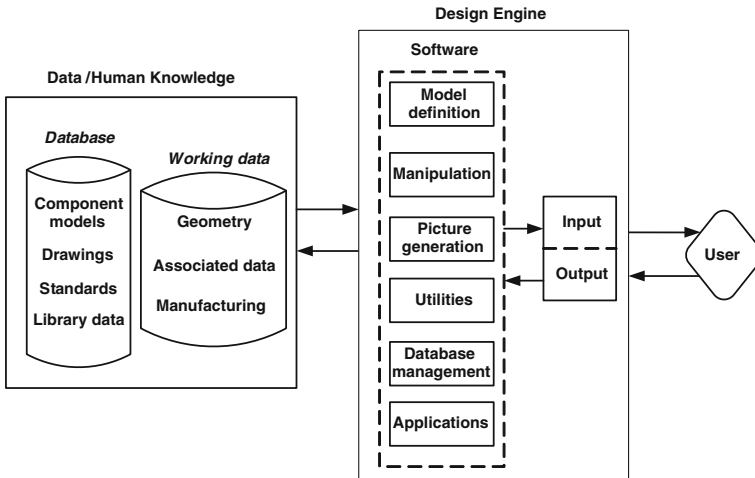 Design Engine
Data /Human Knowledge
Database
Component
models
Drawings
Standards
Library data
Working data
Geometry
Associated data
Manufacturing
Software
Model
definition
Manipulation
Picture
generation
Utilities
Database
management
Applications
Input
Output
User